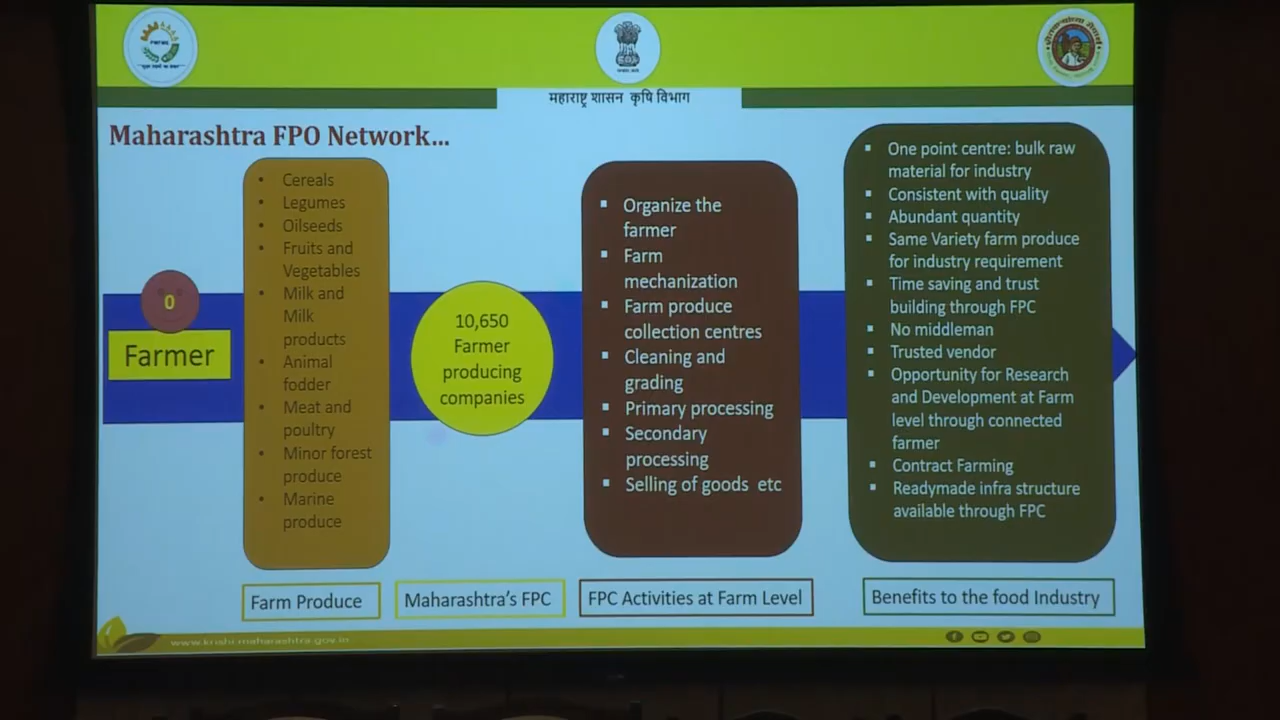 महाराष्ट्र शासन कृषि विभाग
Maharashtra FPO Network...
0
Farmer
• Cereals
• Legumes
• Oilseeds
• Fruits and
Vegetables
• Milk and
Milk
products
• Animal
fodder
• Meat and
poultry
• Minor forest
produce
• Marine
produce
Farm Produce
10,650
Farmer
producing
companies
Maharashtra's FPC
▪ Organize the
farmer
▪ Farm
mechanization
▪ Farm produce
collection centres
▪ Cleaning and
grading
▪ Primary processing
▪ Secondary
processing
▪ Selling of goods etc
FPC Activities at Farm Level
▪ One point centre: bulk raw
material for industry
▪ Consistent with quality
▪ Abundant quantity
▪ Same Variety farm produce
for industry requirement
▪ Time saving and trust
building through FPC
▪ No middleman
▪ Trusted vendor
▪ Opportunity for Research
and Development at Farm
level through connected
farmer
▪ Contract Farming
▪ Readymade infra structure
available through FPC
Benefits to the food Industry
www.krishi.maharashtra.gov.in